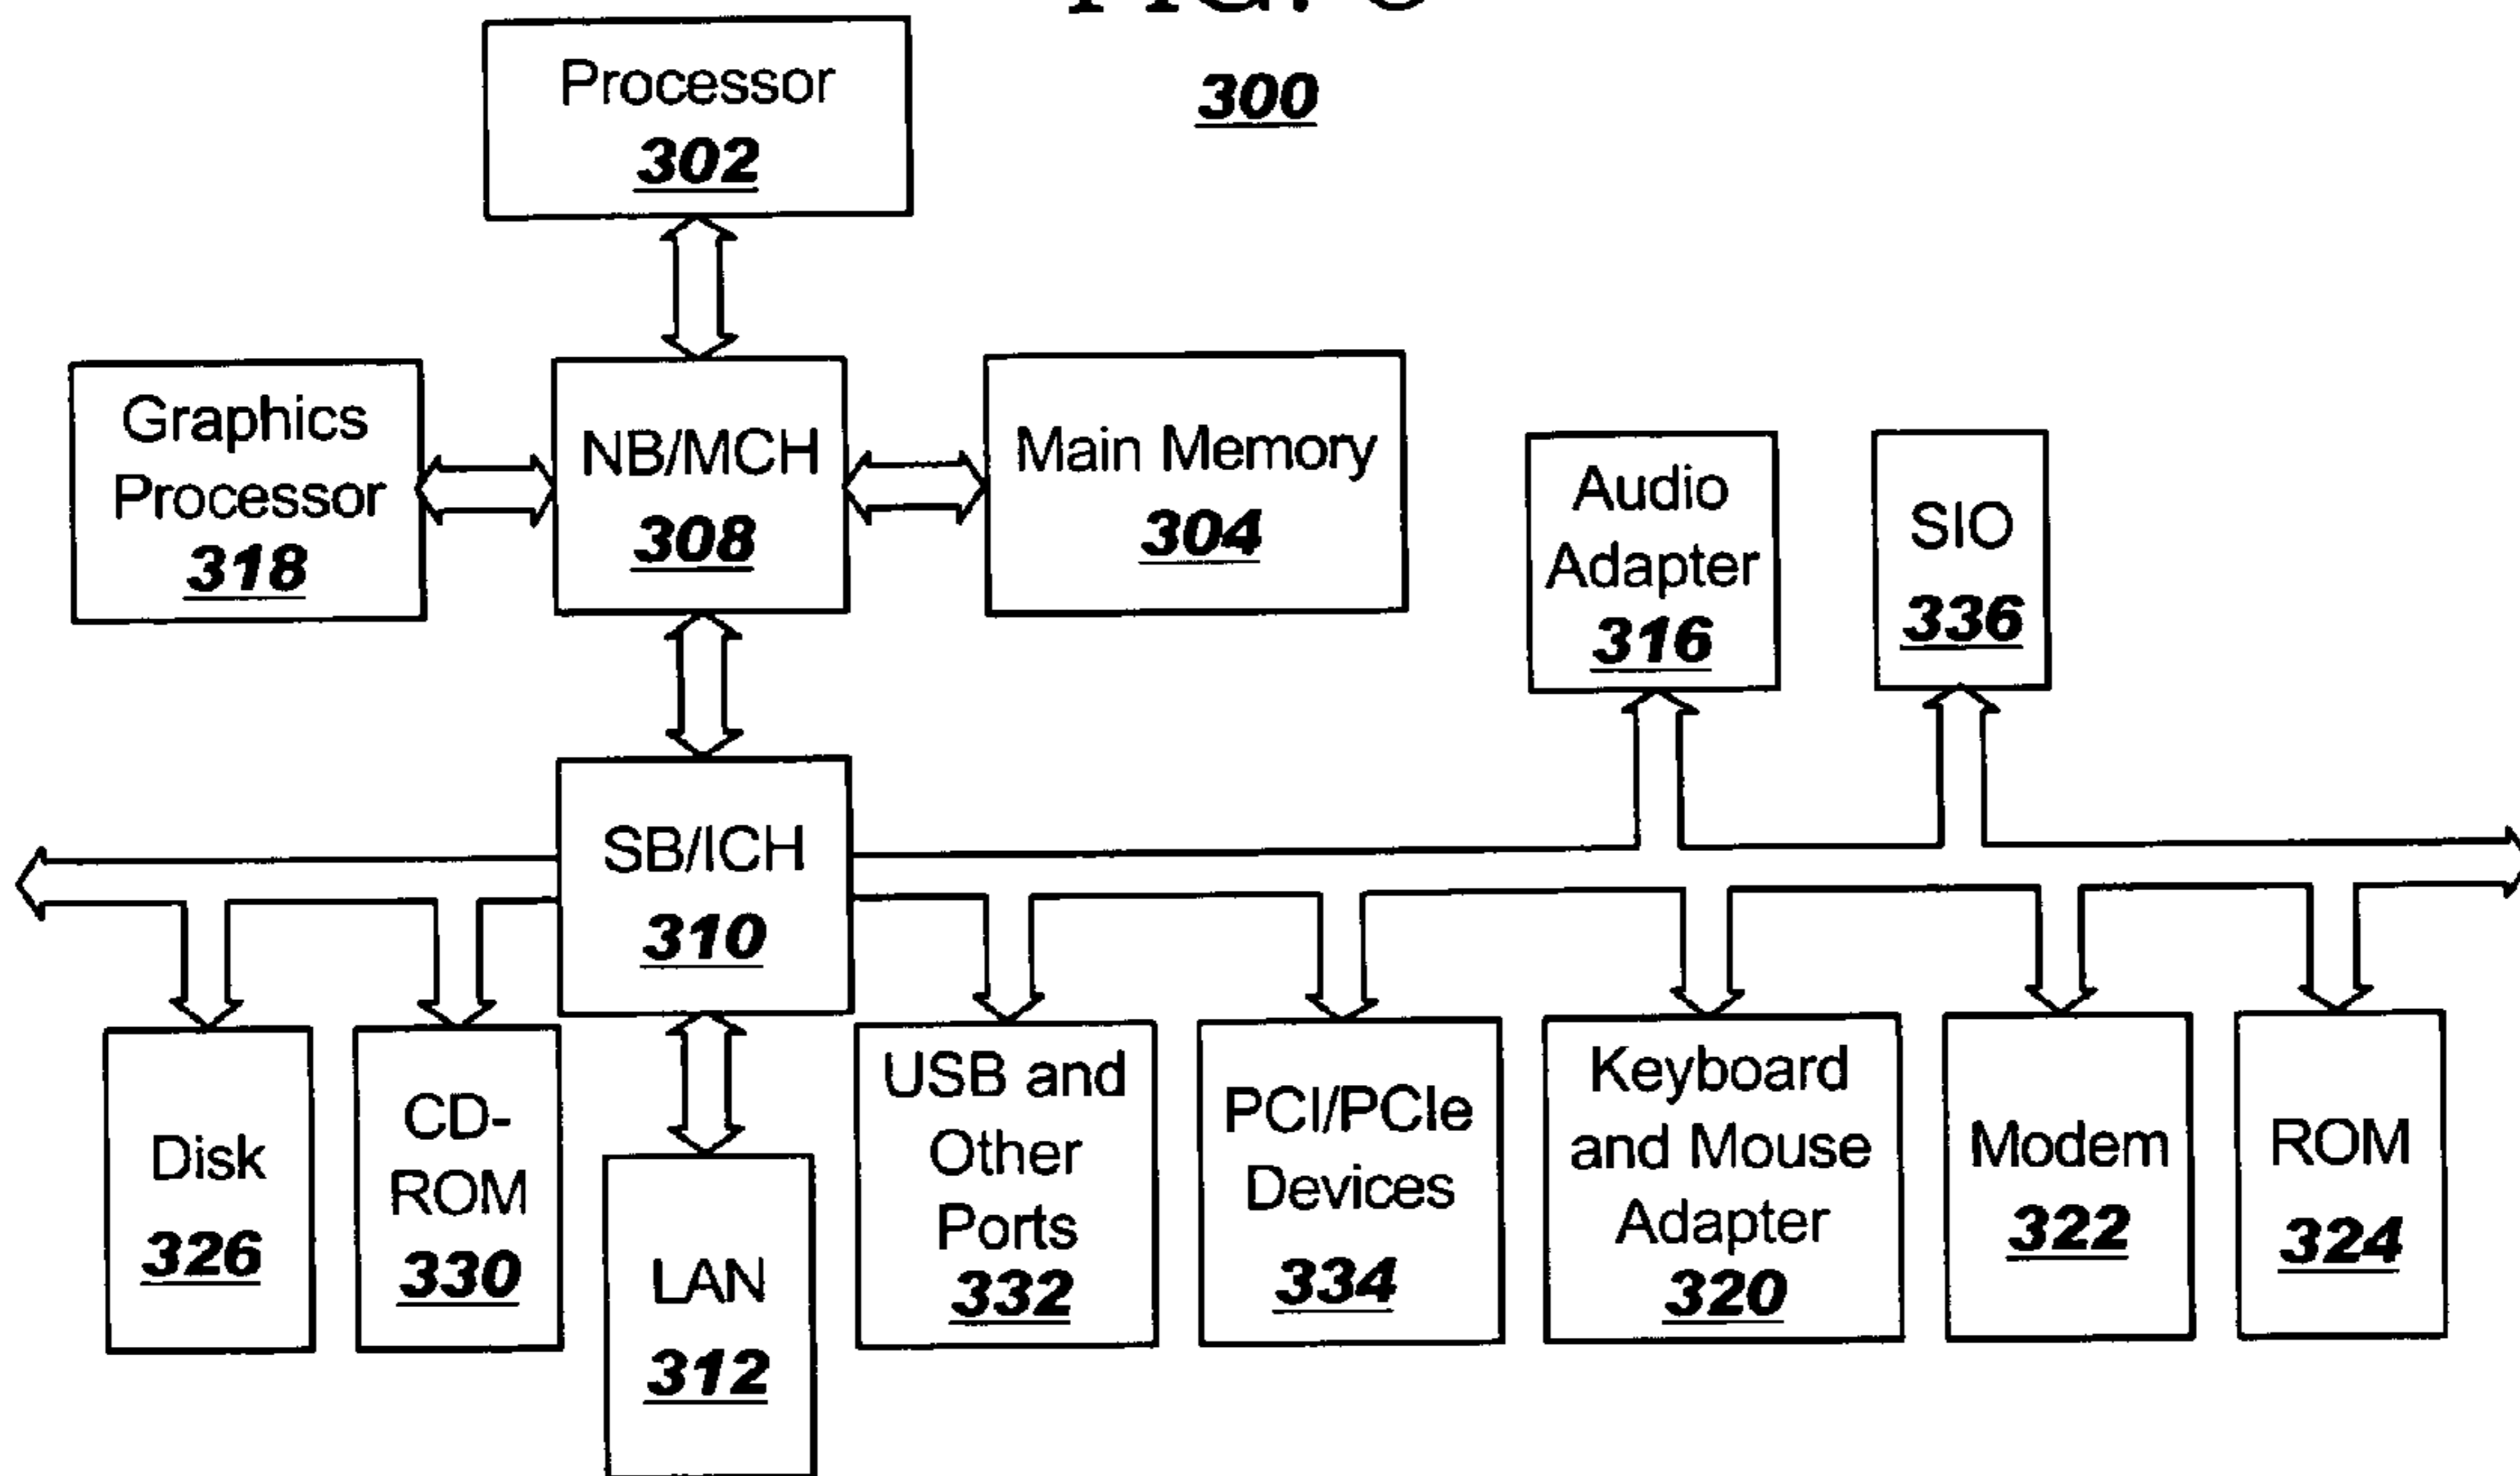 300
Processor
302
Graphics
Processor
318
NB/MCH
308
Main Memory
304
Audio
Adapter
316
SIO
336
SB/ICH
310
Disk
326
CD-
ROM
330
LAN
312
USB and
Other
Ports
332
PCI/PCIe
Devices
334
Keyboard
and Mouse
Adapter
320
Modem
322
ROM
324